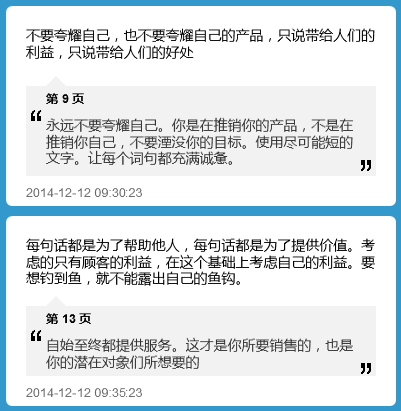 不要夸耀自己，也不要夸耀自己的产品，只说带给人们的
利益，只说带给人们的好处
第 9 页
“永远不要夸耀自己。你是在推销你的产品，不是在
推销你自己，不要湮没你的目标。使用尽可能短的
文字。让每个词句都充满诚惫。”
2014-12-12 09:30:23
每句话都是为了帮助他人，每句话都是为了提供价值。考
虑的只有顾客的利益，在这个基础上考虑自己的利益。要
想钓到鱼，就不能露出自己的鱼钩。
第 13 页
“自始至终都提供服务。这才是你所要销售的，也是
你的潜在对象们所想要的”
2014-12-12 09:35:23